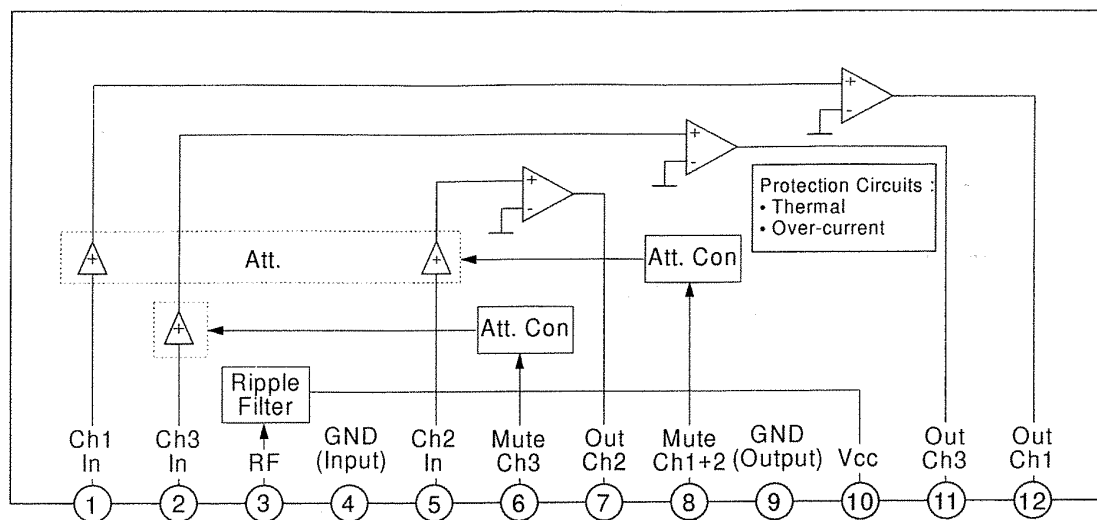 +
-
+
-
Protection Circuits :
• Thermal
• Over-current
+
-
+
Att.
+
Att. Con
+
Att. Con
Ripple
Filter
Ch1
In
Ch3
In
RF
GND
(Input)
Ch2
In
Mute
Ch3
Out
Ch2
Mute
Ch1+2
GND
(Output)
Vcc
Out
Ch3
Out
Ch1
1 2 3 4 5 6 7 8 9 10 11 12